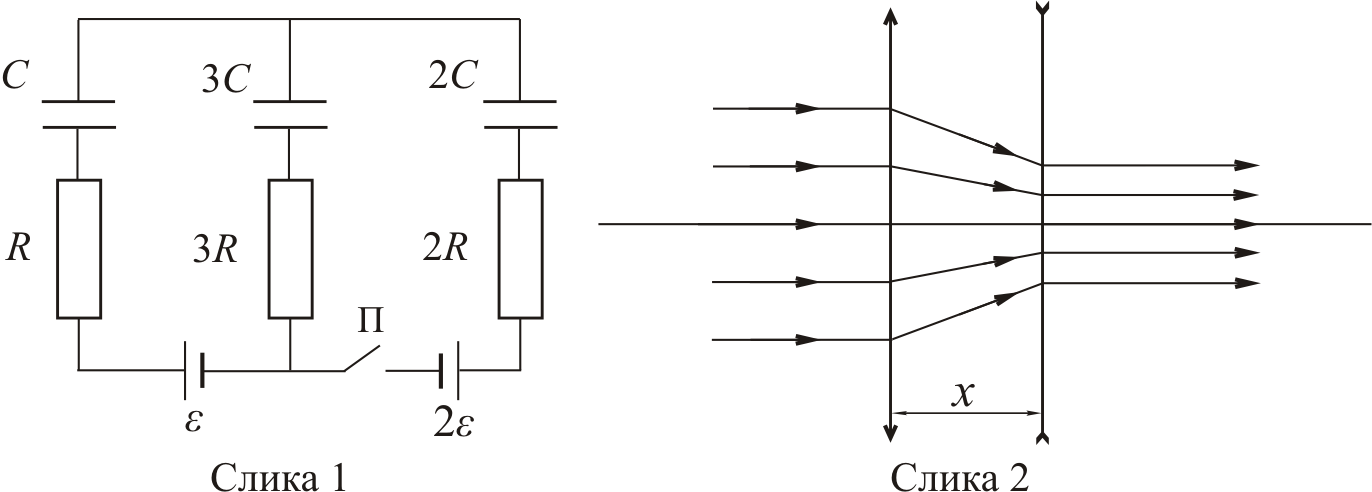 C 3C 2C
R 3R 2R
П
ε 2ε
Слика 1
x
Слика 2